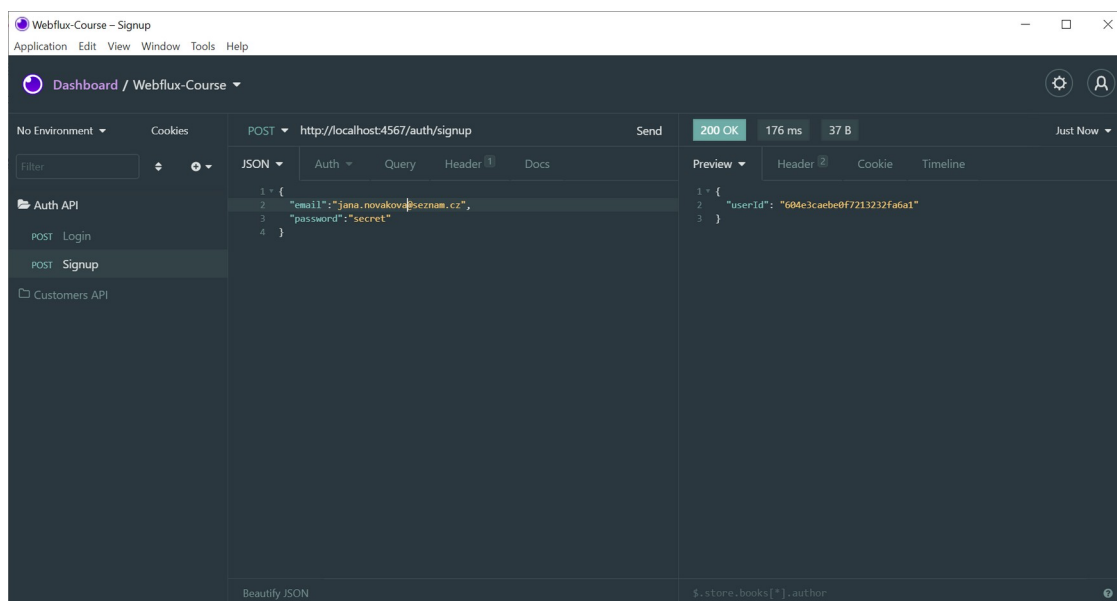 Webflux-Course – Signup
Application Edit View Window Tools Help
Dashboard / Webflux-Course
No Environment Cookies
POST http://localhost:4567/auth/signup Send
200 OK 176 ms 37 B Just Now
Filter
JSON Auth Query Header 1 Docs
Preview Header 2 Cookie Timeline
Auth API
POST Login
POST Signup
Customers API
1 {
2 "email":"jana.novakova@seznam.cz",
3 "password":"secret"
4 }
1 {
2 "userId": "604e3caebe0f7213232fa6a1"
3 }
Beautify JSON
$.store.books[*].author